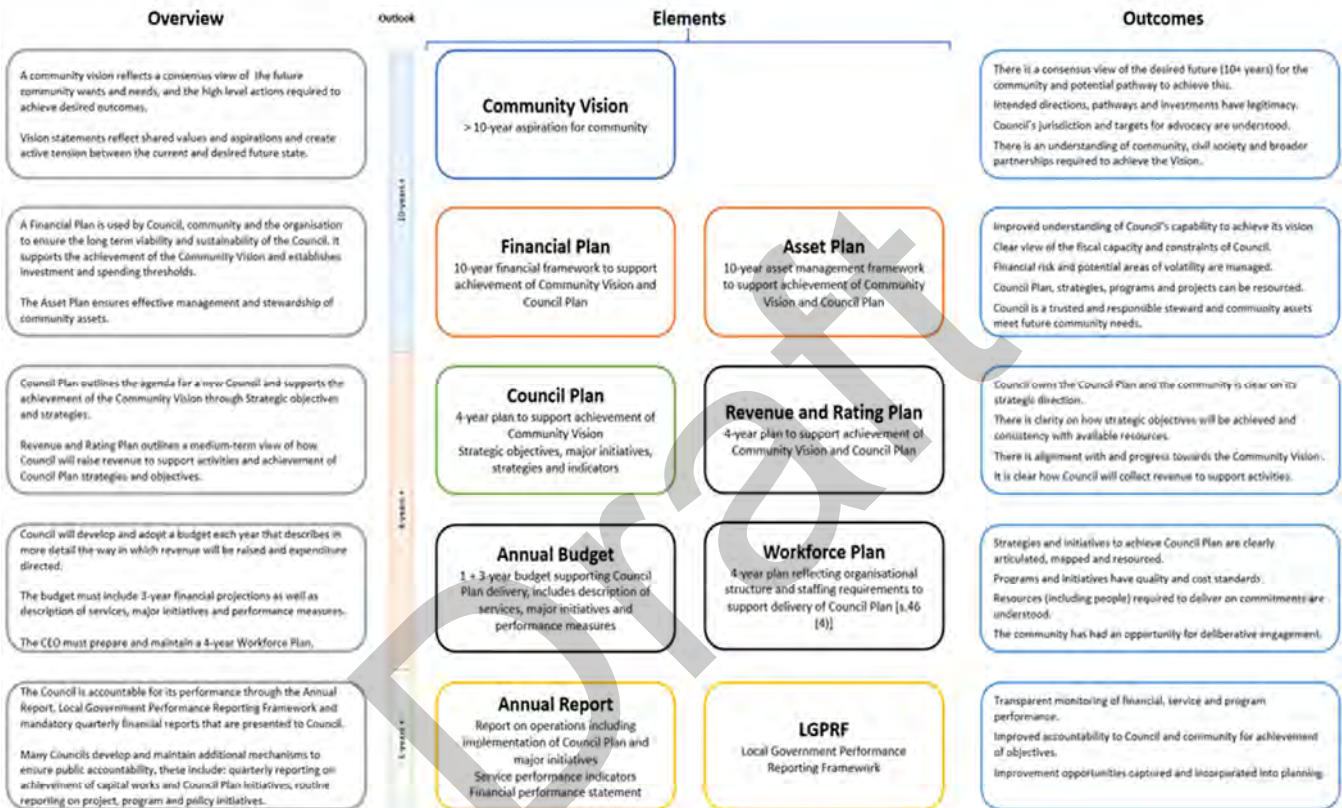 Overview
Outlook
Elements
Outcomes
A community vision reflects a consensus view of the future
community wants and needs, and the high level actions required to
achieve desired outcomes.
Vision statements reflect shared values and aspirations and create
active tension between the current and desired future state.
10-years +
Community Vision
> 10-year aspiration for community
There is a consensus view of the desired future (10+ years) for the
community and potential pathway to achieve this.
Intended directions, pathways and investments have legitimacy.
Council's jurisdiction and targets for advocacy are understood.
There is an understanding of community, civil society and broader
partnerships required to achieve the Vision.
A Financial Plan is used by Council, community and the organisation
to ensure the long term viability and sustainability of the Council. It
supports the achievement of the Community Vision and establishes
investment and spending thresholds.
The Asset Plan ensures effective management and stewardship of
community assets.
Financial Plan
10-year financial framework to support
achievement of Community Vision and
Council Plan
Asset Plan
10-year asset management framework
to support achievement of Community
Vision and Council Plan
Improved understanding of Council's capability to achieve its vision
Clear view of the fiscal capacity and constraints of Council.
Financial risk and potential areas of volatility are managed.
Council Plan, strategies, programs and projects can be resourced.
Council is a trusted and responsible steward and community assets
meet future community needs.
Council Plan outlines the agenda for a new Council and supports the
achievement of the Community Vision through Strategic objectives
and strategies.
Revenue and Rating Plan outlines a medium-term view of how
Council will raise revenue to support activities and achievement of
Council Plan strategies and objectives.
4-years +
Council Plan
4-year plan to support achievement of
Community Vision
Strategic objectives, major initiatives,
strategies and indicators
Revenue and Rating Plan
4-year plan to support achievement of
Community Vision and Council Plan
Council owns the Council Plan and the community is clear on its
strategic direction.
There is clarity on how strategic objectives will be achieved and
consistency with available resources.
There is alignment with and progress towards the Community Vision.
It is clear how Council will collect revenue to support activities.
Council will develop and adopt a budget each year that describes in
more detail the way in which revenue will be raised and expenditure
directed.
The budget must include 3-year financial projections as well as
description of services, major initiatives and performance measures.
The CEO must prepare and maintain a 4-year Workforce Plan.
Annual Budget
1 + 3-year budget supporting Council
Plan delivery, includes description of
services, major initiatives and
performance measures
Workforce Plan
4-year plan reflecting organisational
structure and staffing requirements to
support delivery of Council Plan [s.46
(4)]
Strategies and initiatives to achieve Council Plan are clearly
articulated, mapped and resourced.
Programs and initiatives have quality and cost standards.
Resources (including people) required to deliver on commitments are
understood.
The community has had an opportunity for deliberative engagement.
The Council is accountable for its performance through the Annual
Report, Local Government Performance Reporting Framework and
mandatory quarterly financial reports that are presented to Council.
Many Councils develop and maintain additional mechanisms to
ensure public accountability, these include: quarterly reporting on
achievement of capital works and Council Plan initiatives, routine
reporting on project, program and policy initiatives.
Annual Report
Report on operations including
implementation of Council Plan and
major initiatives
Service performance indicators
Financial performance statement
LGPRF
Local Government Performance
Reporting Framework
Transparent monitoring of financial, service and program
performance.
Improved accountability to Council and community for achievement
of objectives.
Improvement opportunities captured and incorporated into planning.
Draft